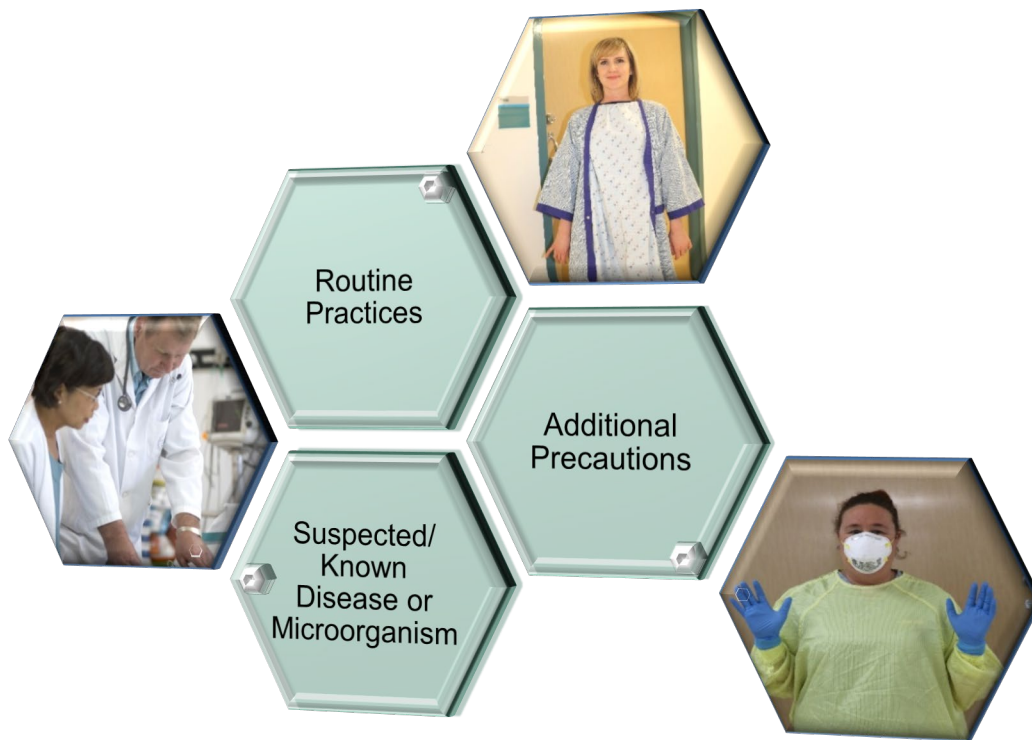 Routine
Practices
Additional
Precautions
Suspected/
Known
Disease or
Microorganism